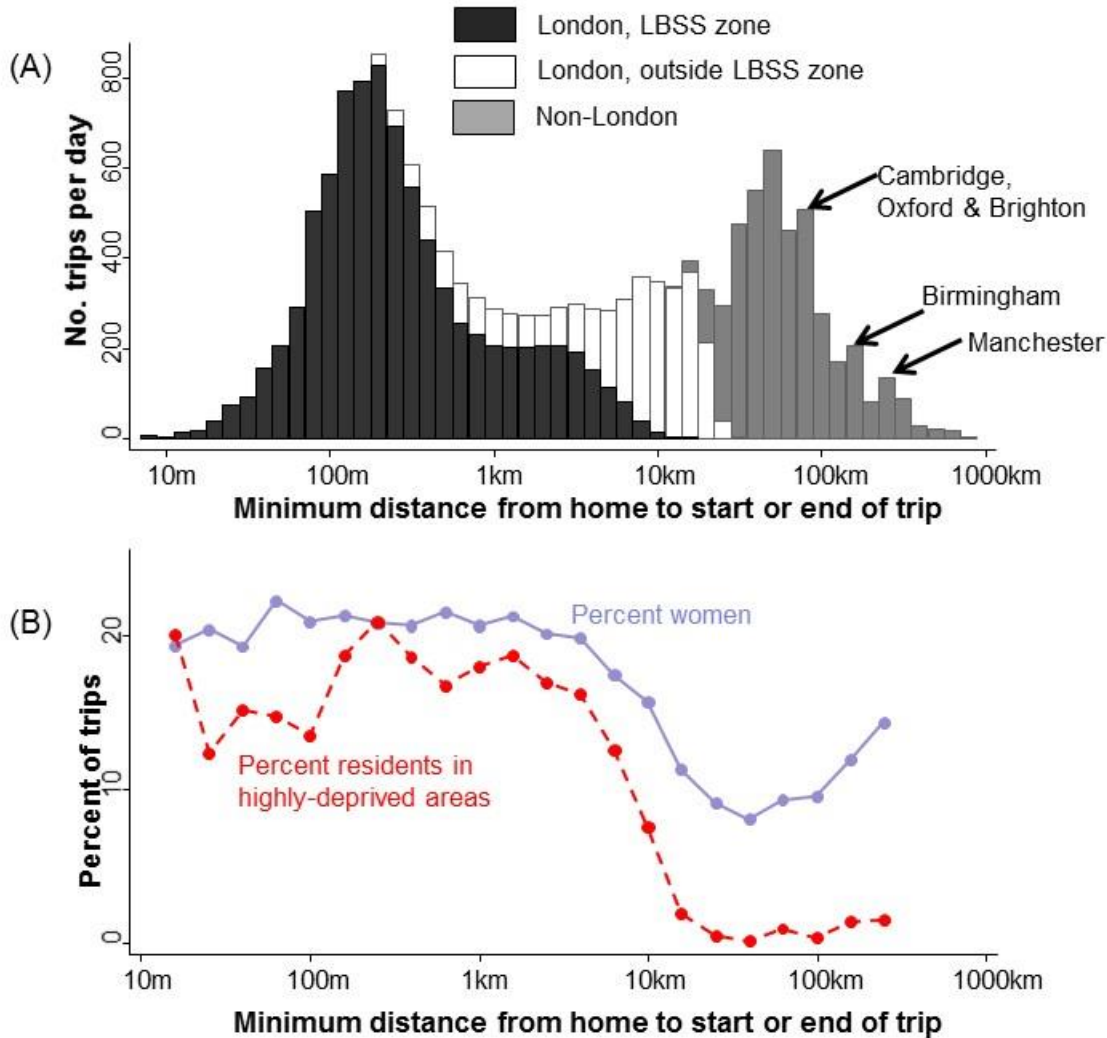 (A)
London, LBSS zone
London, outside LBSS zone
Non-London
No. trips per day
800
600
400
200
0
Cambridge,
Oxford & Brighton
Birmingham
Manchester
10m 100m 1km 10km 100km 1000km
Minimum distance from home to start or end of trip
(B)
Percent of trips
20
10
0
Percent women
Percent residents in
highly-deprived areas
10m 100m 1km 10km 100km 1000km
Minimum distance from home to start or end of trip